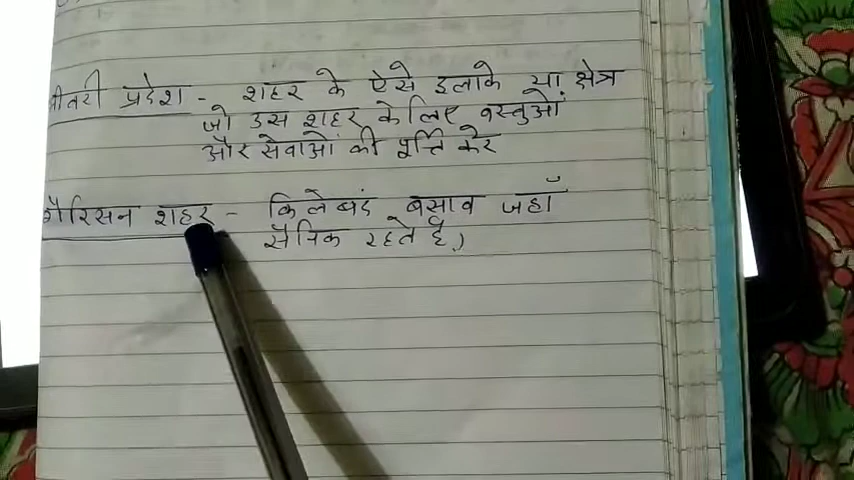 भीतरी प्रदेश - शहर के ऐसे इलाके या क्षेत्र
जो उस शहर के लिए वस्तुओं
और सेवाओं की पूर्ति करे
गैरिसन शहर - किलेबंद बसाव जहाँ
सैनिक रहते है,)